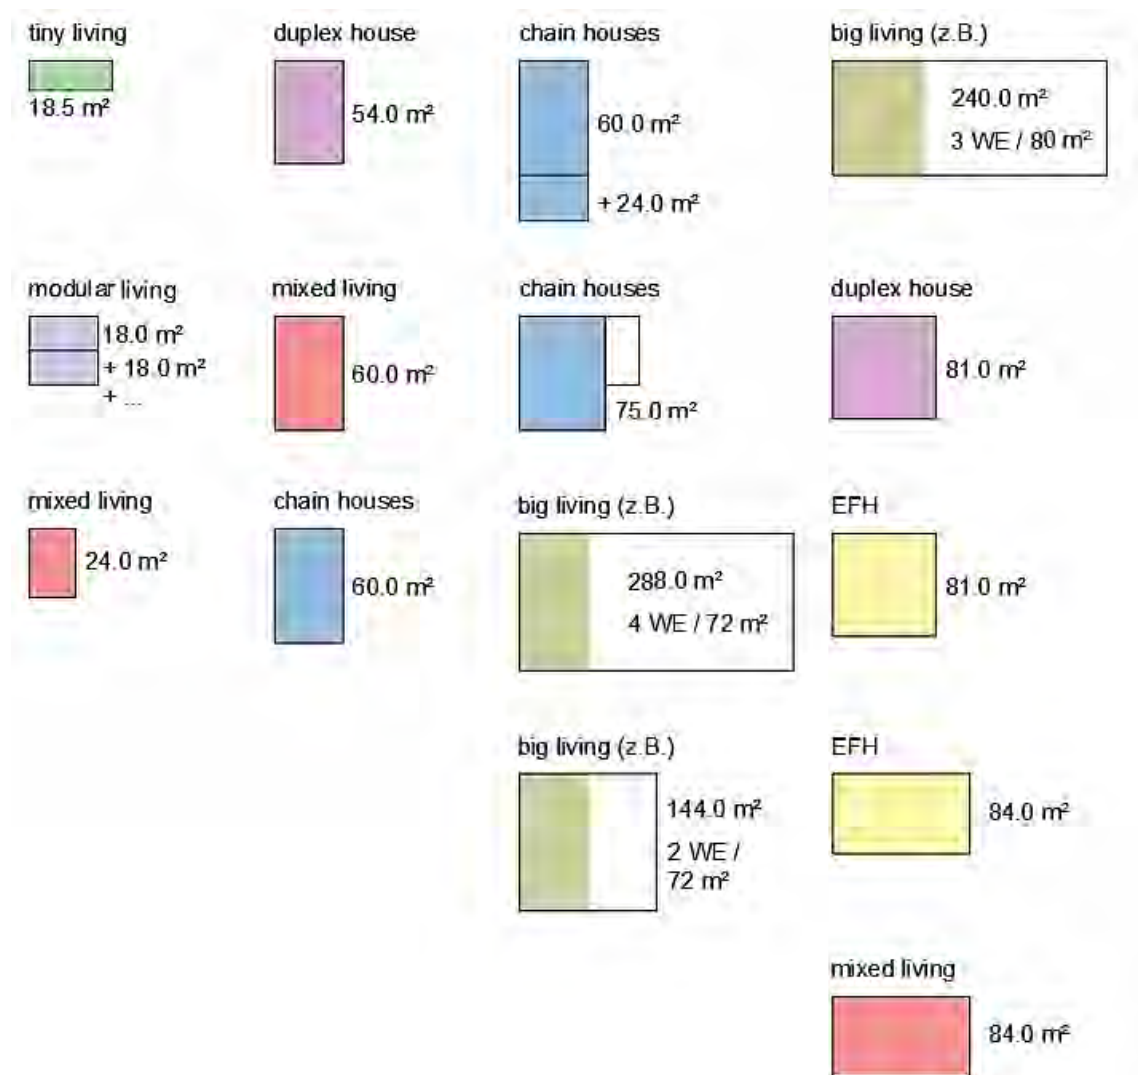 tiny living
18.5 m²
duplex house
54.0 m²
chain houses
60.0 m²
+ 24.0 m²
big living (z.B.)
240.0 m²
3 WE / 80 m²
modular living
18.0 m²
+ 18.0 m²
+ ...
mixed living
60.0 m²
chain houses
75.0 m²
duplex house
81.0 m²
mixed living
24.0 m²
chain houses
60.0 m²
big living (z.B.)
288.0 m²
4 WE / 72 m²
EFH
81.0 m²
big living (z.B.)
144.0 m²
2 WE /
72 m²
EFH
84.0 m²
mixed living
84.0 m²